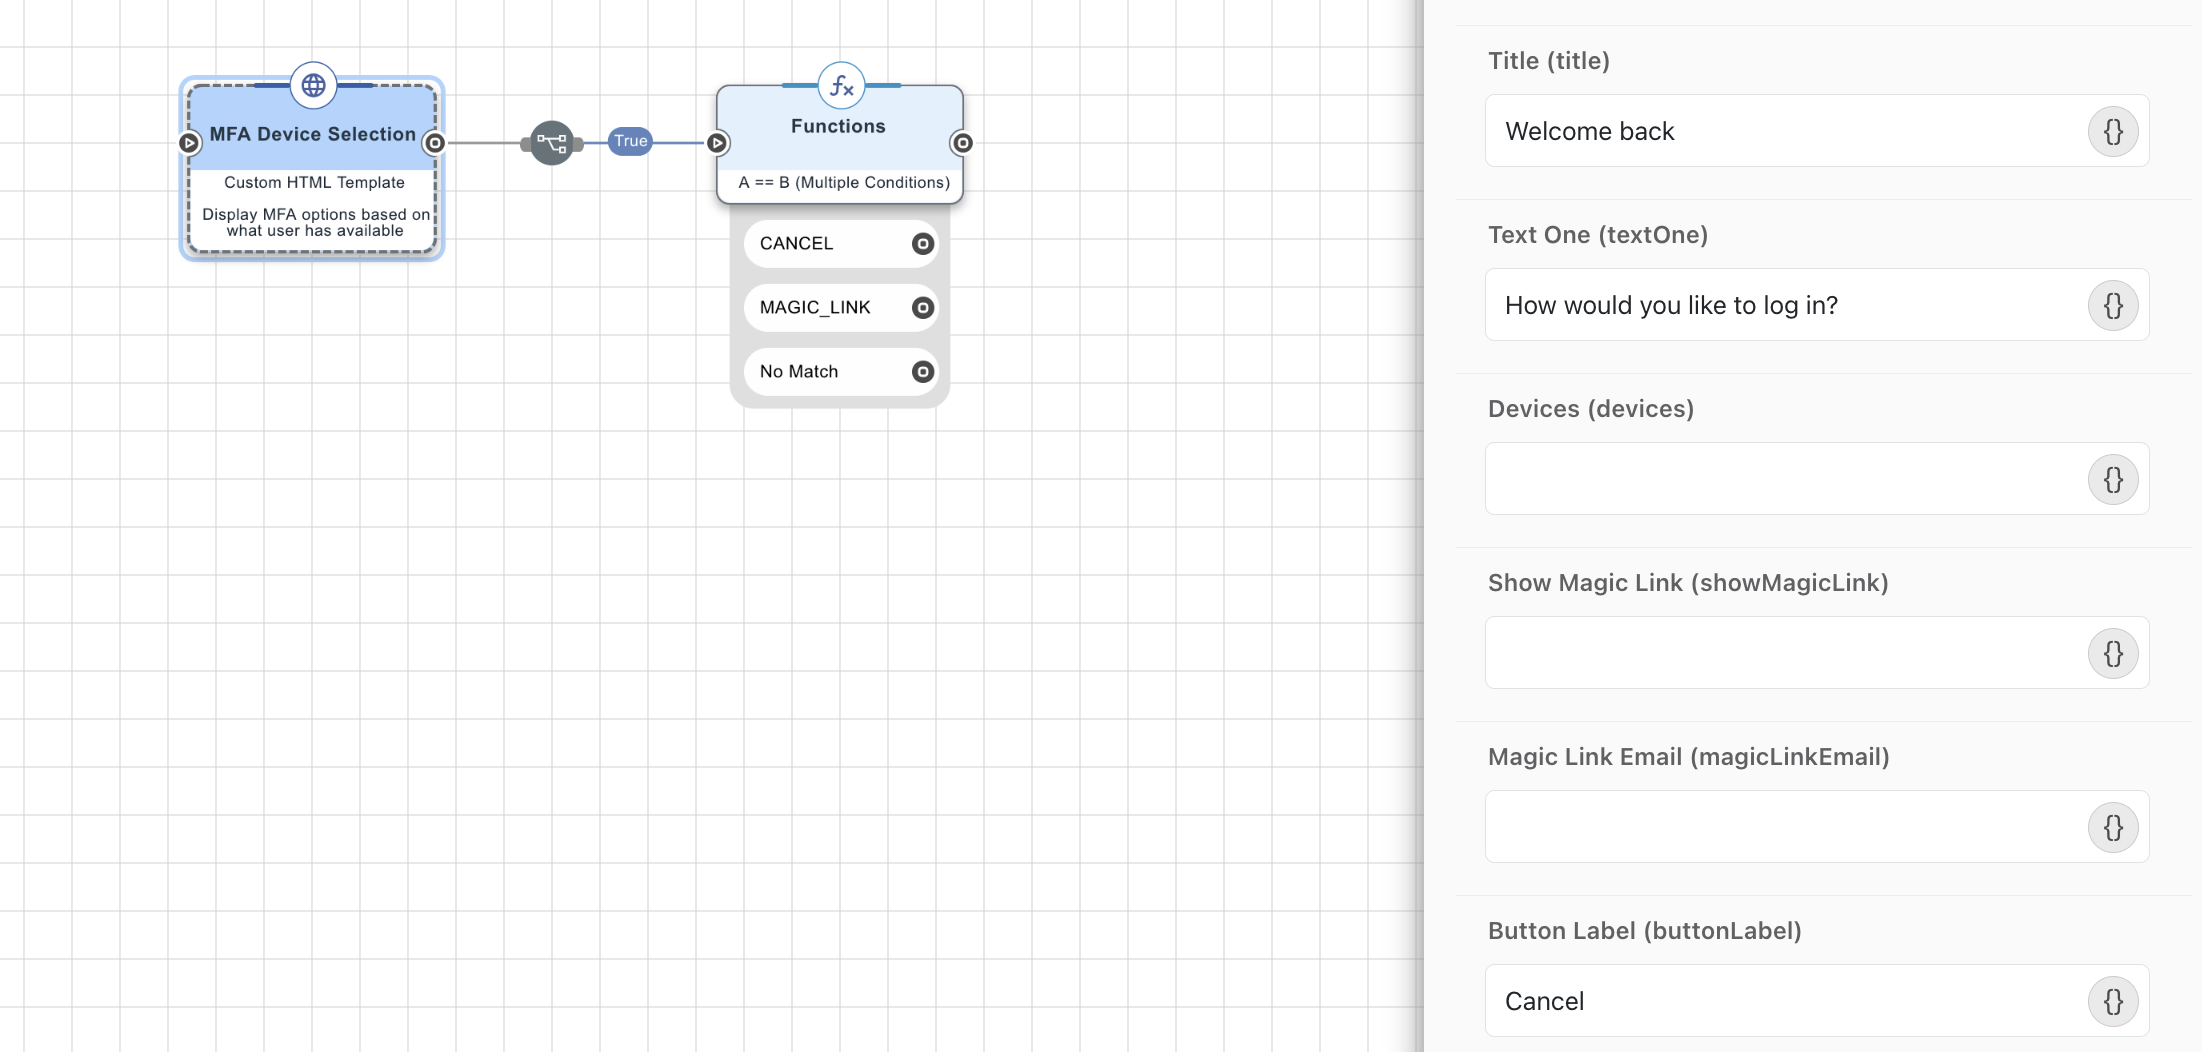 MFA Device Selection
Custom HTML Template
Display MFA options based on
what user has available
True
Functions
A == B (Multiple Conditions)
CANCEL
MAGIC_LINK
No Match
Title (title)
Welcome back
{}
Text One (textOne)
How would you like to log in?
{}
Devices (devices)
{}
Show Magic Link (showMagicLink)
{}
Magic Link Email (magicLinkEmail)
{}
Button Label (buttonLabel)
Cancel
{}